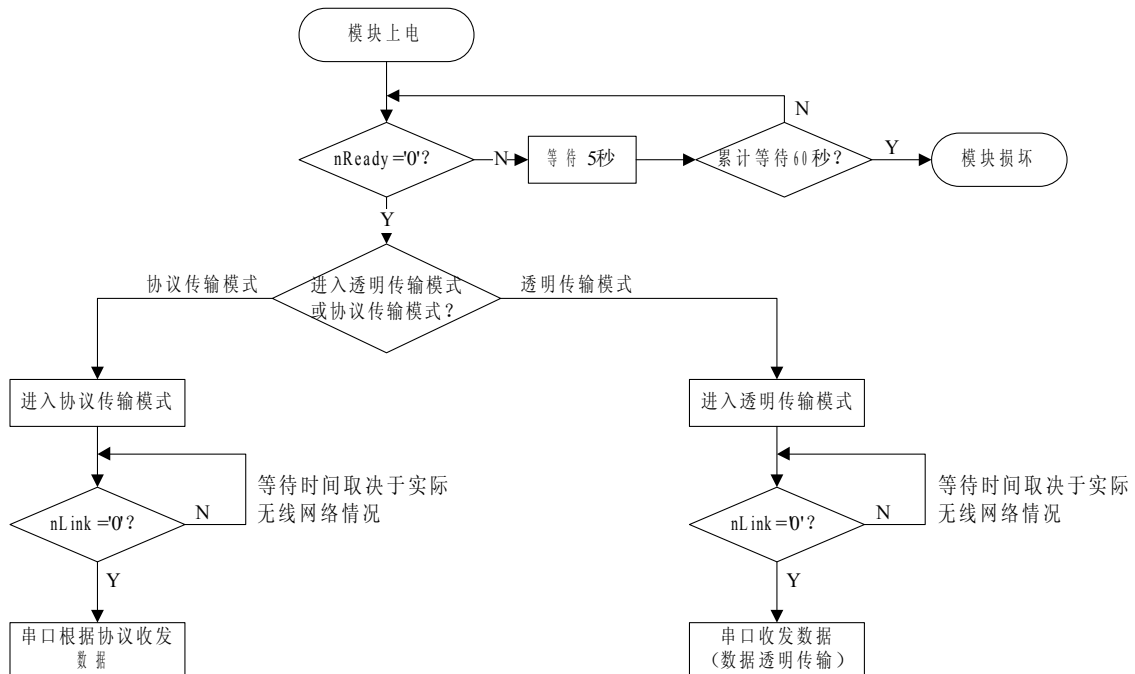 模块上电
N
nReady='0'?
N
等待 5秒
累计等待60秒?
Y
模块损坏
Y
协议传输模式
进入透明传输模式
或协议传输模式?
透明传输模式
进入协议传输模式
进入透明传输模式
等待时间取决于实际
无线网络情况
nLink='0'?
N
等待时间取决于实际
无线网络情况
nLink='0'?
N
Y
Y
串口根据协议收发
数据
串口收发数据
(数据透明传输)